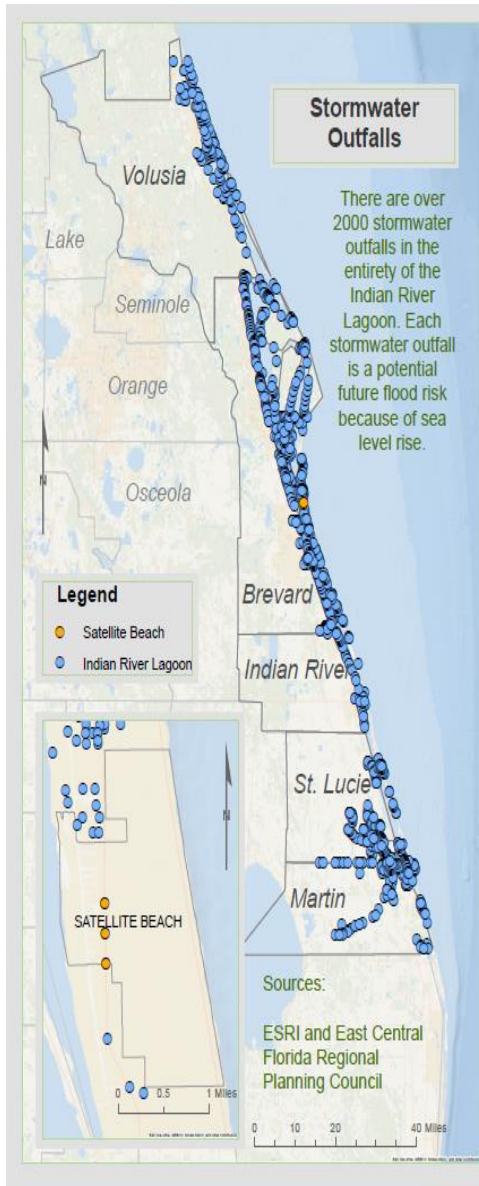 Stormwater
Outfalls
There are over
2000 stormwater
outfalls in the
entirety of the
Indian River
Lagoon. Each
stormwater outfall
is a potential
future flood risk
because of sea
level rise.
Volusia
Lake
Seminole
Orange
N
Osceola
Legend
Satellite Beach
Indian River Lagoon
Brevard
Indian River
St. Lucie
Martin
N
SATELLITE BEACH
0 0.5 1 Miles
Sources:
ESRI and East Central
Florida Regional
Planning Council
0 10 20 40 Miles